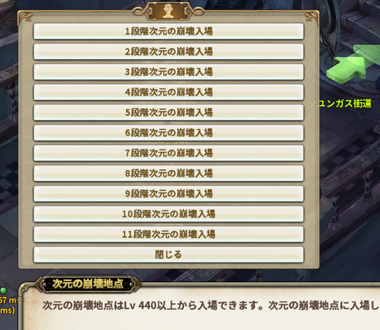 1段階次元の崩壊入場
2段階次元の崩壊入場
3段階次元の崩壊入場
ユンガス街道
4段階次元の崩壊入場
5段階次元の崩壊入場
6段階次元の崩壊入場
7段階次元の崩壊入場
8段階次元の崩壊入場
9段階次元の崩壊入場
10段階次元の崩壊入場
11段階次元の崩壊入場
閉じる
次元の崩壊地点
57 m
ms)
次元の崩壊地点はLv 440以上から入場できます。次元の崩壊地点に入場し